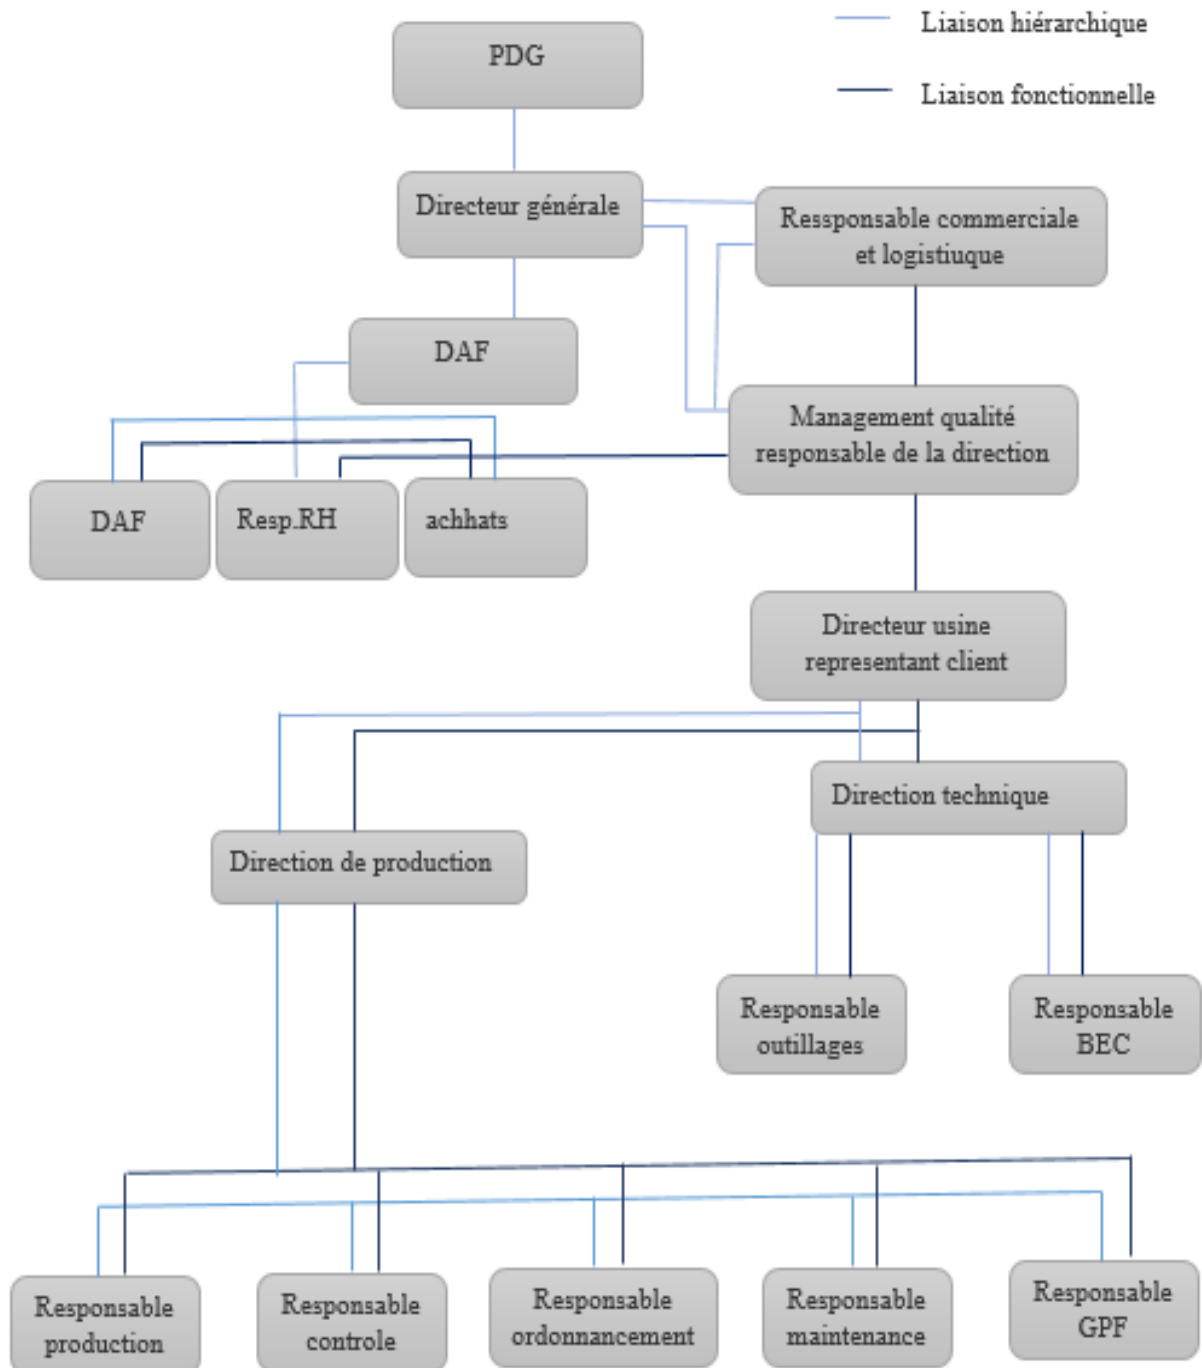 Liaison hiérarchique
PDG
Liaison fonctionnelle
Directeur générale
Ressponsable commerciale
et logistiuque
DAF
Management qualité
responsable de la direction
DAF
Resp.RH
achhats
Directeur usine
representant client
Direction technique
Direction de production
Responsable
outillages
Responsable
BEC
Responsable
production
Responsable
controle
Responsable
ordonnancement
Responsable
maintenance
Responsable
GPF